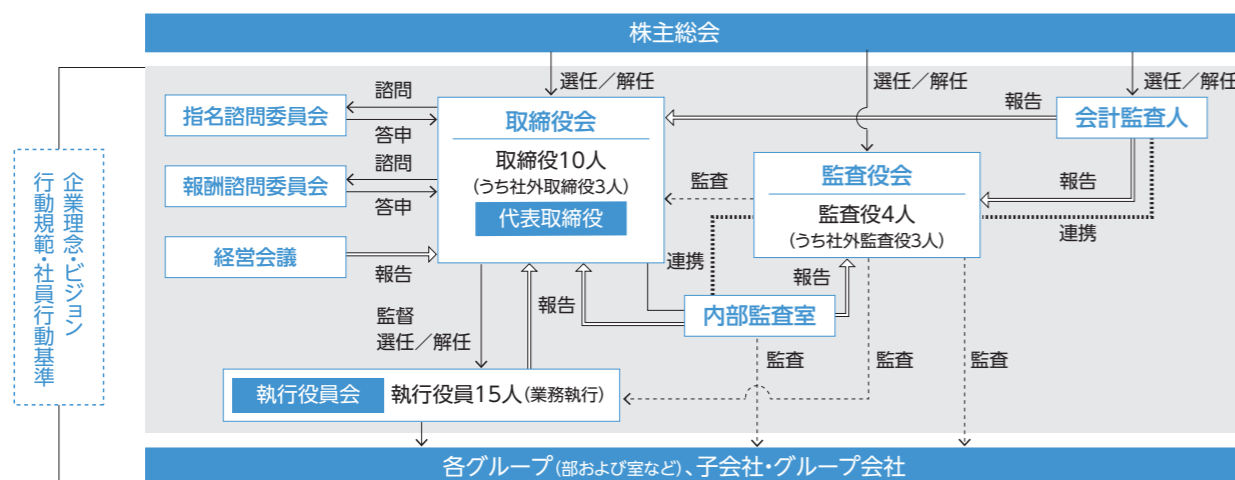 株主総会
選任／解任
選任／解任
選任／解任
諮問
指名諮問委員会
答申
諮問
報酬諮問委員会
答申
経営会議
報告
取締役会
取締役10人
(うち社外取締役3人)
代表取締役
報告
会計監査人
監査
監査役会
監査役4人
(うち社外監査役3人)
報告
連携
連携
報告
内部監査室
報告
監督
選任／解任
監査
監査
監査
執行役員会
執行役員15人(業務執行)
企業理念・ビジョン
行動規範・社員行動基準
各グループ(部および室など)、子会社・グループ会社